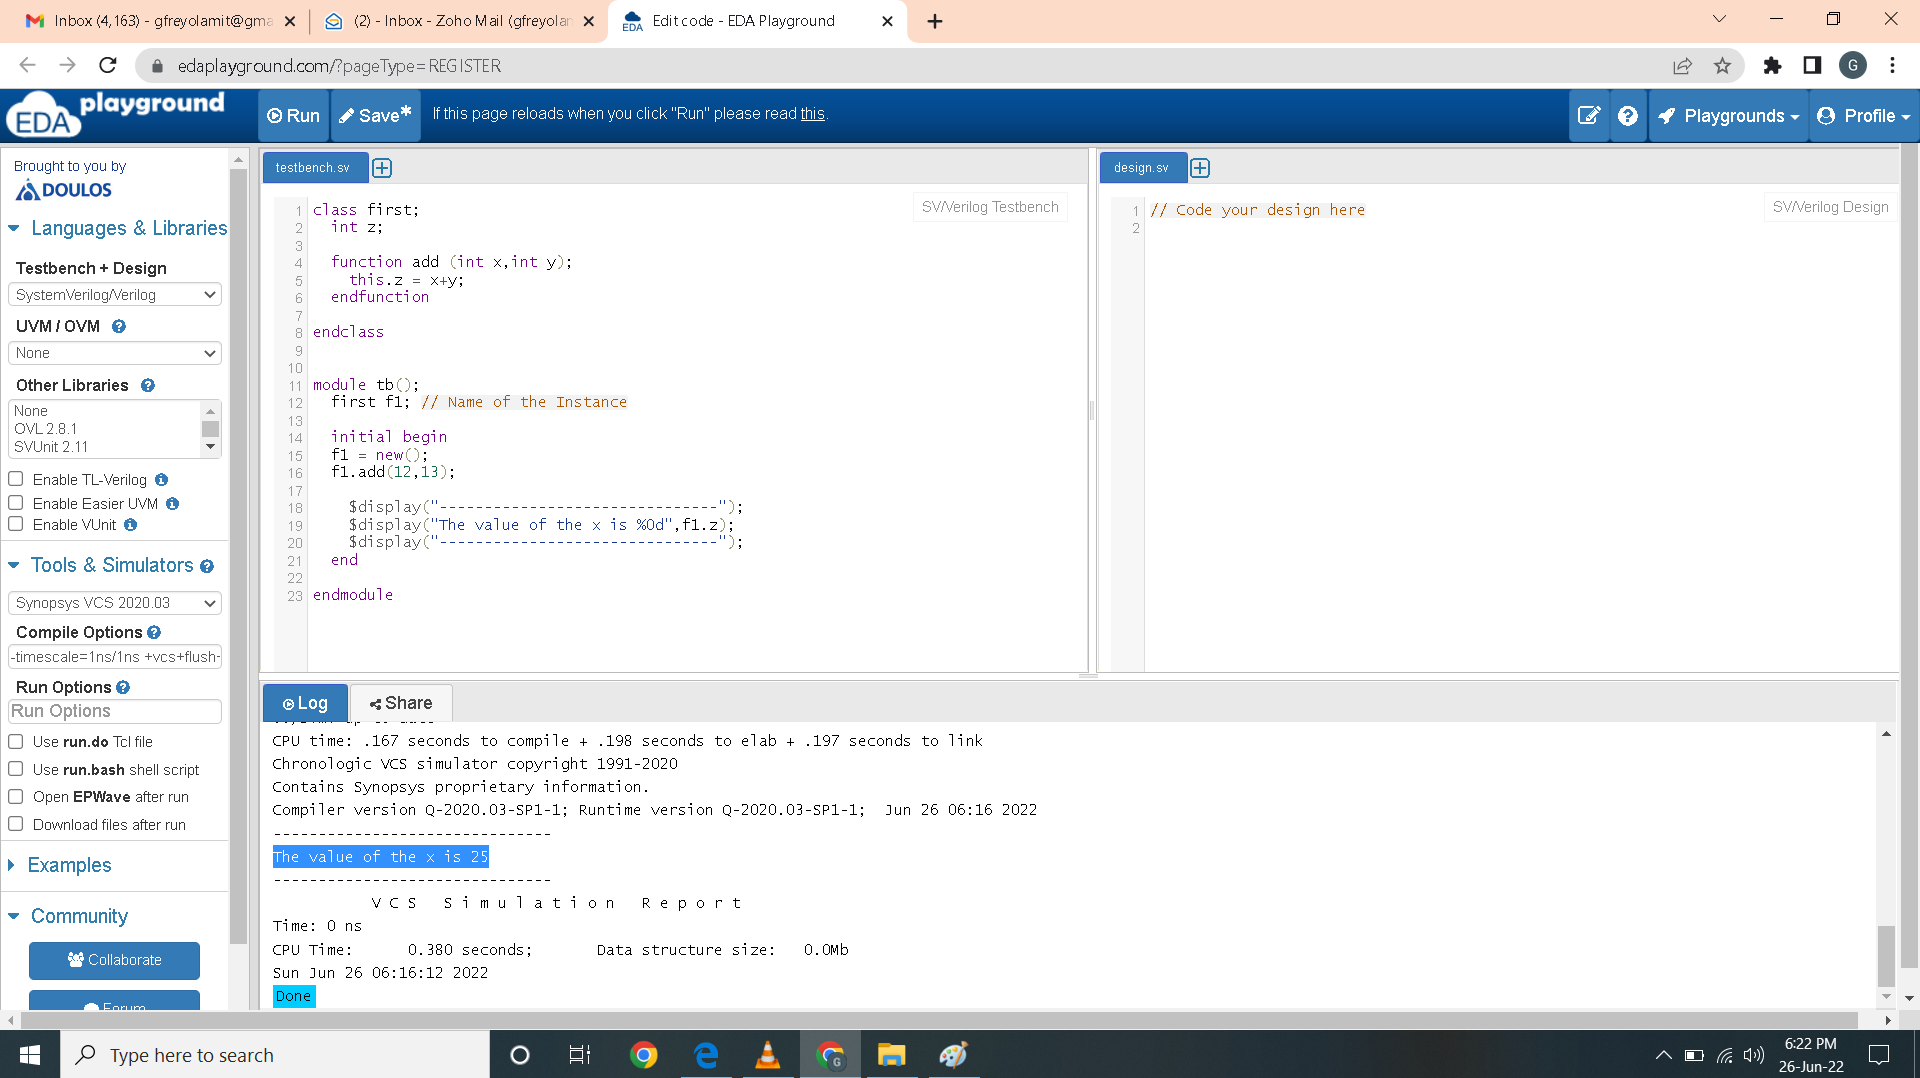 Inbox (4,163) - gfreyolamit@gma
(2) - Inbox - Zoho Mail (gfreyolan
EDA
Edit code - EDA Playground
edaplayground.com/?pageType=REGISTER
G
EDA playground
Run
Save*
If this page reloads when you click "Run" please read this.
Playgrounds
Profile
Brought to you by
DOULOS
Languages & Libraries
Testbench + Design
SystemVerilog/Verilog
UVM / OVM
None
Other Libraries
None
OVL 2.8.1
SVUnit 2.11
Enable TL-Verilog
Enable Easier UVM
Enable VUnit
Tools & Simulators
Synopsys VCS 2020.03
Compile Options
-timescale=1ns/1ns +vcs+flush+
Run Options
Run Options
Use run.do Tcl file
Use run.bash shell script
Open EPWave after run
Download files after run
Examples
Community
Collaborate
Forum
testbench.sv
SV/Verilog Testbench
1 class first;
2 int z;
3
4 function add (int x,int y);
5 this.z = x+y;
6 endfunction
7
8 endclass
9
10
11 module tb();
12 first f1; // Name of the Instance
13
14 initial begin
15 f1 = new();
16 f1.add(12,13);
17
18 $display("-------------------------------");
19 $display("The value of the x is %0d",f1.z);
20 $display("-------------------------------");
21 end
22
23 endmodule
design.sv
SV/Verilog Design
1 // Code your design here
2
Log
Share
CPU time: .167 seconds to compile + .198 seconds to elab + .197 seconds to link
Chronologic VCS simulator copyright 1991-2020
Contains Synopsys proprietary information.
Compiler version Q-2020.03-SP1-1; Runtime version Q-2020.03-SP1-1; Jun 26 06:16 2022
-------------------------------
The value of the x is 25
-------------------------------
V C S S i m u l a t i o n R e p o r t
Time: 0 ns
CPU Time: 0.380 seconds; Data structure size: 0.0Mb
Sun Jun 26 06:16:12 2022
Done
Type here to search
G
6:22 PM
26-Jun-22